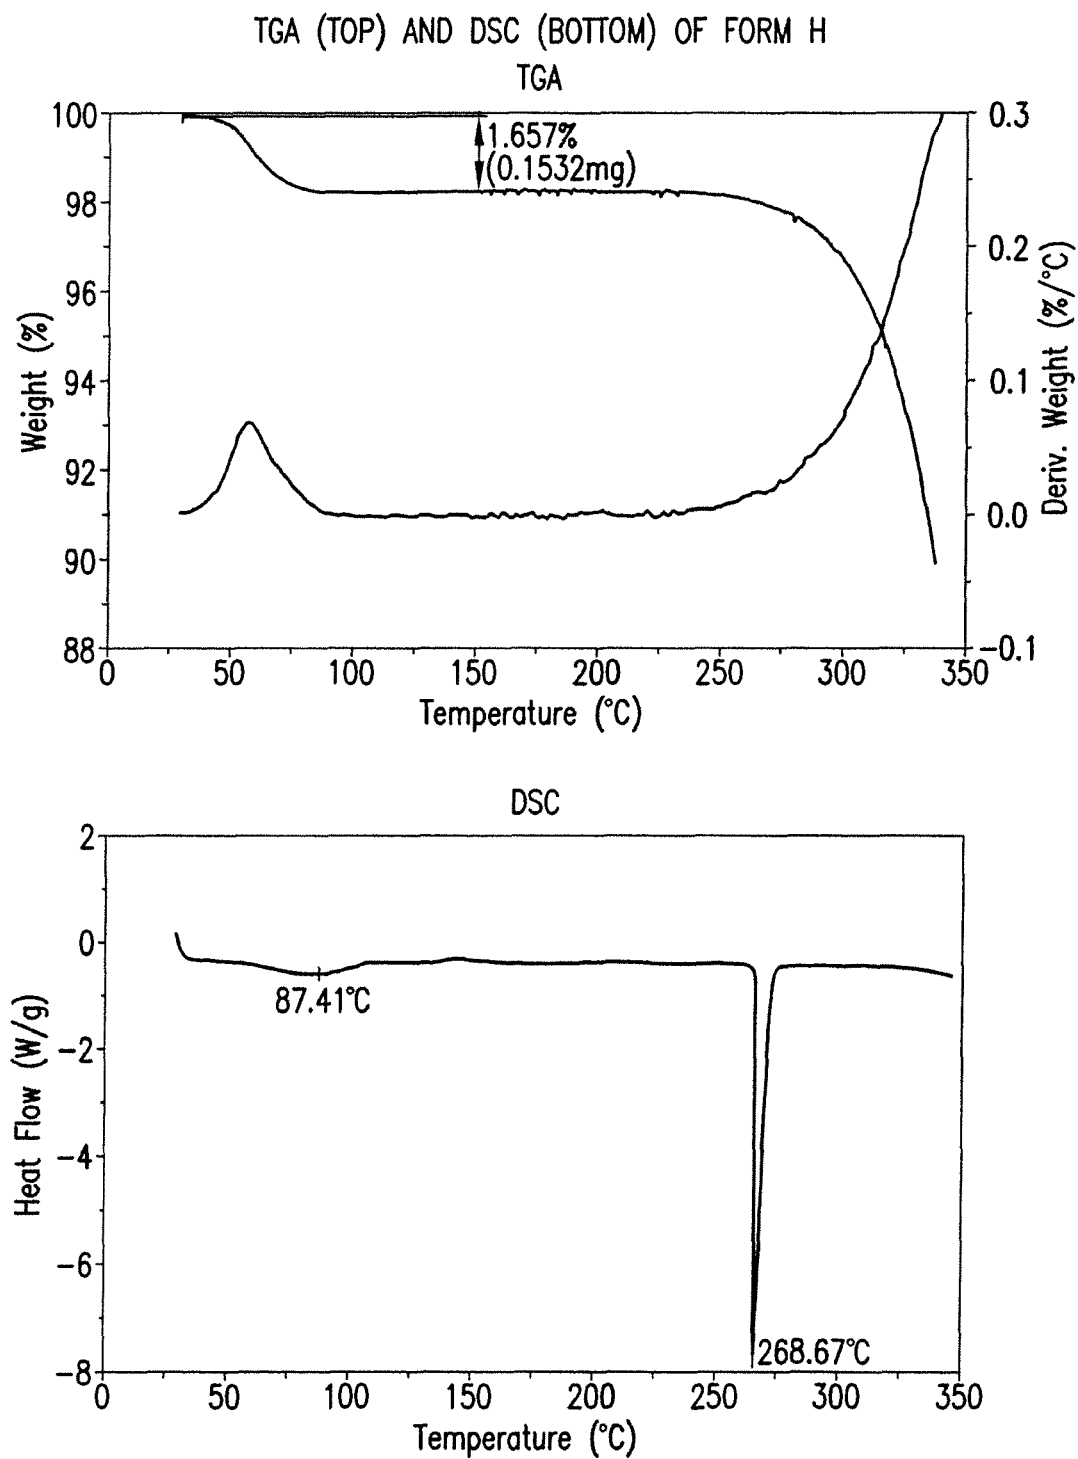 TGA (TOP) AND DSC (BOTTOM) OF FORM H
TGA
100
98
96
94
92
90
88
Weight (%)
1.657%
(0.1532mg)
0.3
0.2
0.1
0.0
-0.1
Deriv. Weight (%/°C)
0 50 100 150 200 250 300 350
Temperature (°C)
DSC
2
0
-2
-4
-6
-8
Heat Flow (W/g)
87.41°C
268.67°C
0 50 100 150 200 250 300 350
Temperature (°C)